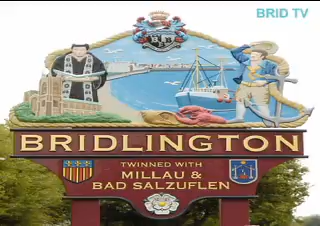 BRID TV
BRIDLINGTON
TWINNED WITH
MILLAU &
BAD SALZUFLEN